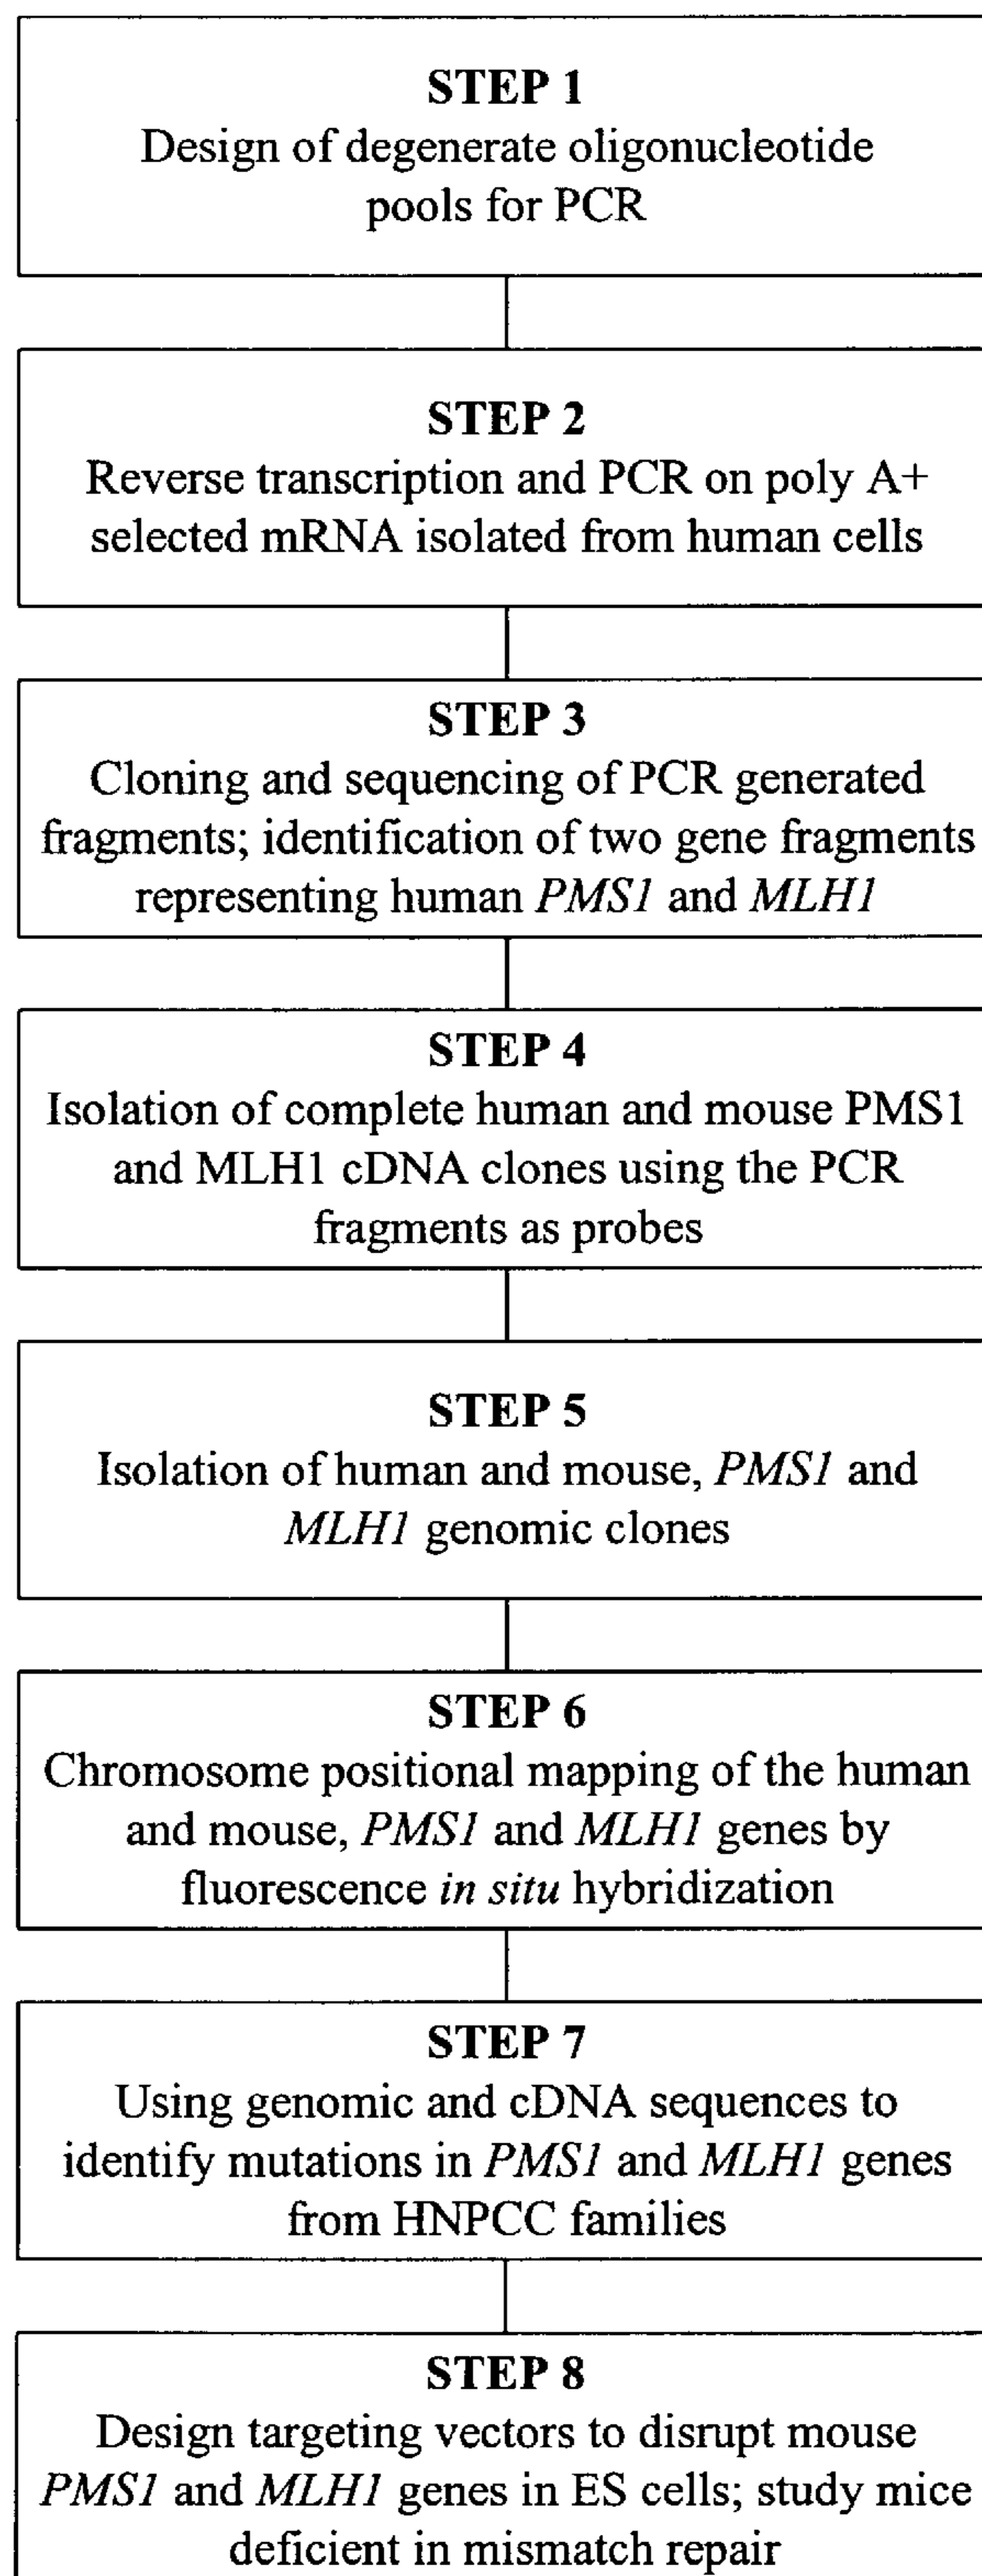 STEP 1
Design of degenerate oligonucleotide
pools for PCR
STEP 2
Reverse transcription and PCR on poly A+
selected mRNA isolated from human cells
STEP 3
Cloning and sequencing of PCR generated
fragments; identification of two gene fragments
representing human PMS1 and MLH1
STEP 4
Isolation of complete human and mouse PMS1
and MLH1 cDNA clones using the PCR
fragments as probes
STEP 5
Isolation of human and mouse, PMS1 and
MLH1 genomic clones
STEP 6
Chromosome positional mapping of the human
and mouse, PMS1 and MLH1 genes by
fluorescence in situ hybridization
STEP 7
Using genomic and cDNA sequences to
identify mutations in PMS1 and MLH1 genes
from HNPCC families
STEP 8
Design targeting vectors to disrupt mouse
PMS1 and MLH1 genes in ES cells; study mice
deficient in mismatch repair